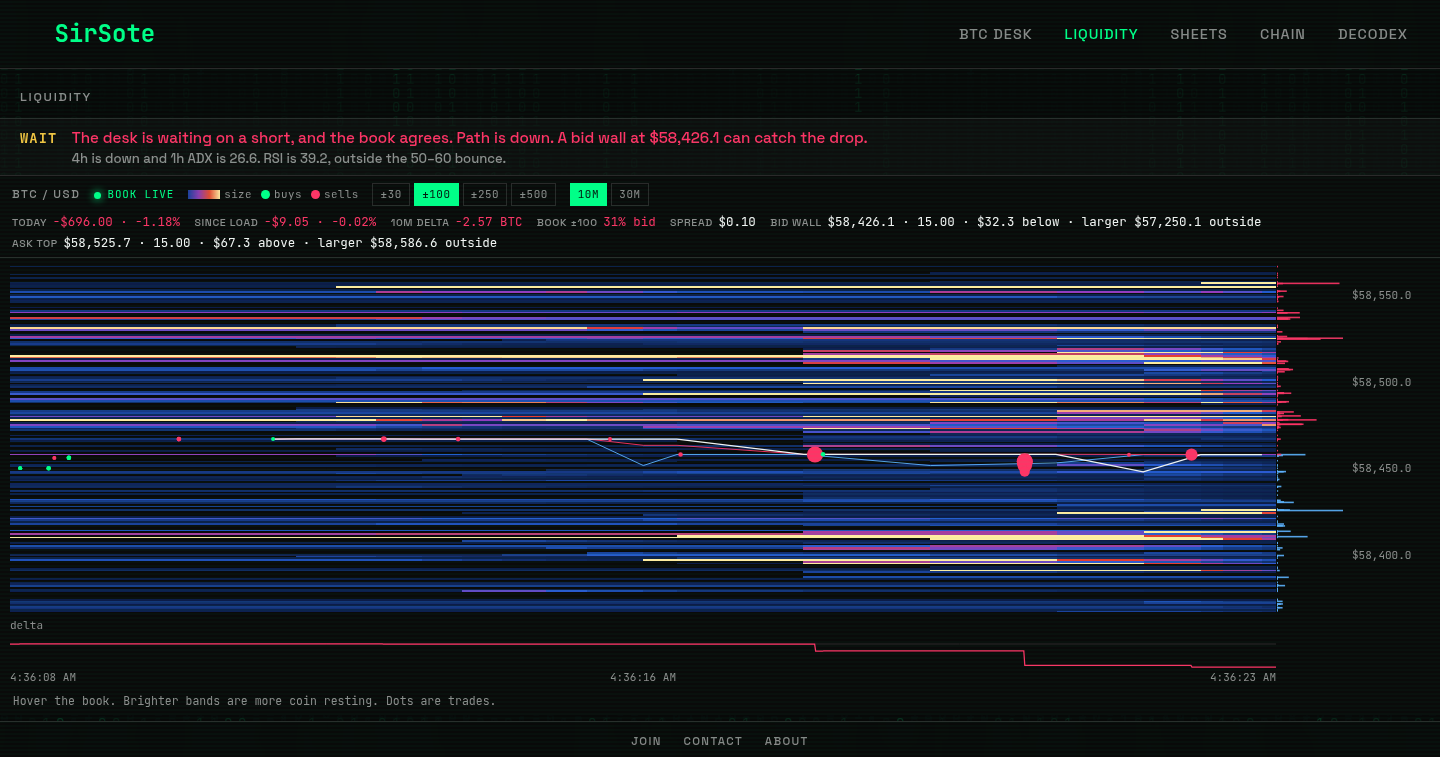 SirSote
BTC DESK LIQUIDITY SHEETS CHAIN DECODEX
LIQUIDITY
WAIT The desk is waiting on a short, and the book agrees. Path is down. A bid wall at $58,426.1 can catch the drop.
4h is down and 1h ADX is 26.6. RSI is 39.2, outside the 50–60 bounce.
BTC / USD BOOK LIVE size buys sells ±30 ±100 ±250 ±500 10M 30M
TODAY -$696.00 · -1.18% SINCE LOAD -$9.05 · -0.02% 10M DELTA -2.57 BTC BOOK ±100 31% bid SPREAD $0.10 BID WALL $58,426.1 · 15.00 · $32.3 below · larger $57,250.1 outside
ASK TOP $58,525.7 · 15.00 · $67.3 above · larger $58,586.6 outside
$58,550.0
$58,500.0
$58,450.0
$58,400.0
delta
4:36:08 AM 4:36:16 AM 4:36:23 AM
Hover the book. Brighter bands are more coin resting. Dots are trades.
JOIN CONTACT ABOUT